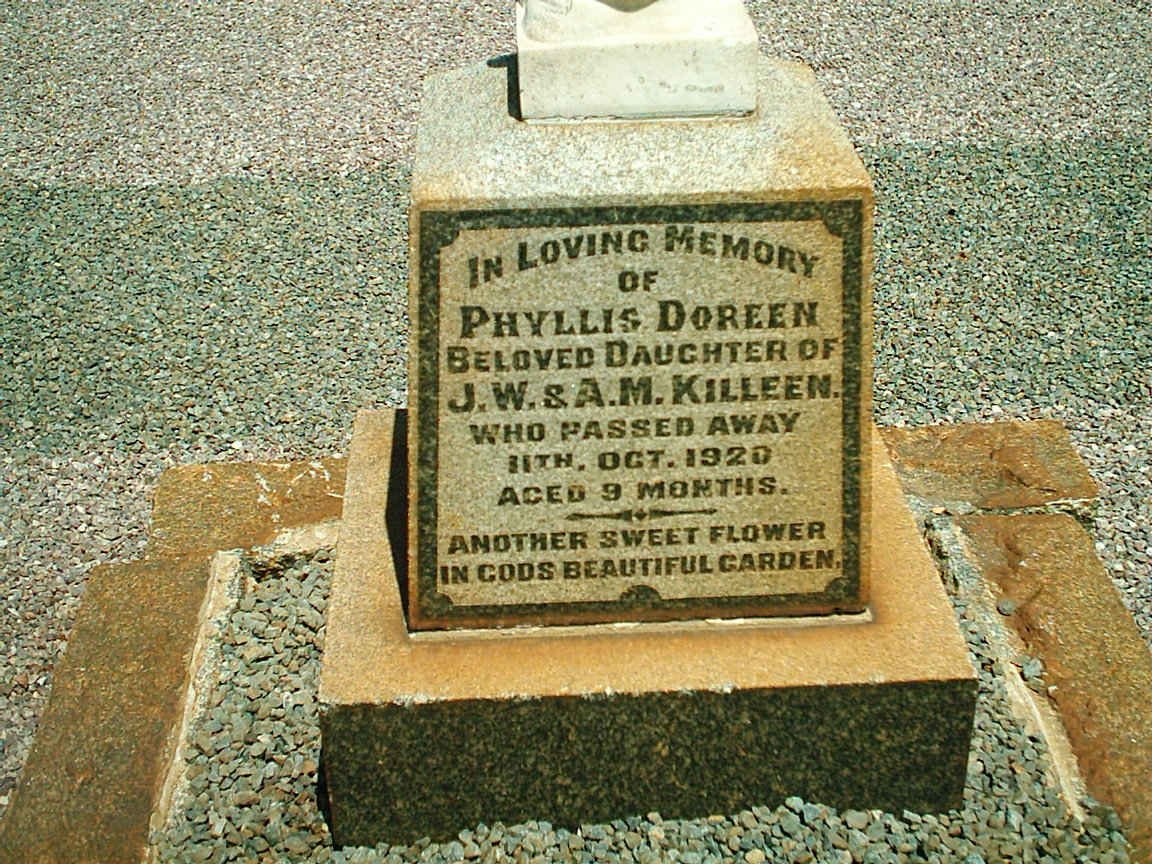 IN LOVING MEMORY
OF
PHYLLIS DOREEN
BELOVED DAUGHTER OF
J.W. & A.M. KILLEEN.
WHO PASSED AWAY
11TH. OCT. 1920
AGED 9 MONTHS.
ANOTHER SWEET FLOWER
IN GODS BEAUTIFUL GARDEN.